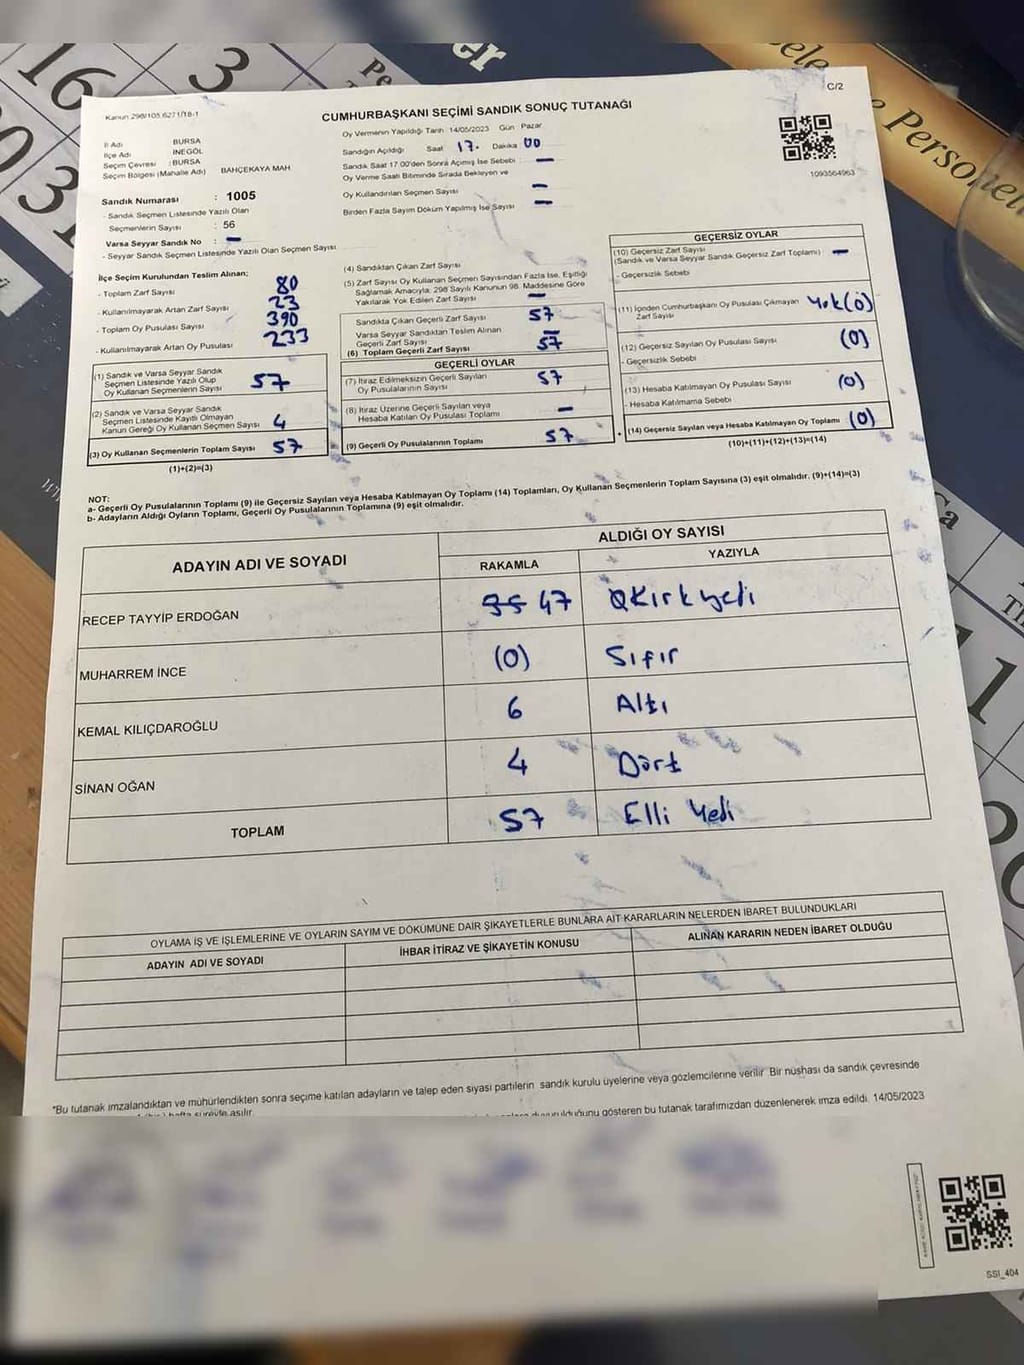 16
3
er
Personel
C/2
Kanun 298/105,6271/18-1
CUMHURBAŞKANI SEÇİMİ SANDIK SONUÇ TUTANAĞI
İl Adı BURSA
İlçe Adı İNEGÖL
Seçim Çevresi : BURSA
Seçim Bölgesi (Mahalle Adı) BAHÇEKAYA MAH
Sandık Numarası : 1005
- Sandık Seçmen Listesinde Yazılı Olan
Seçmenlerin Sayısı : 56
Varsa Seyyar Sandık No : -
- Seyyar Sandık Seçmen Listesinde Yazılı Olan Seçmen Sayısı
Oy Vermenin Yapıldığı Tarih 14/05/2023 Gün : Pazar
Sandığın Açıldığı Saat 17. Dakika 00
Sandık Saat 17.00'den Sonra Açımış İse Sebebi : -
Oy Verme Saati Bitiminde Sırada Bekleyen ve
Oy Kullandırılan Seçmen Sayısı -
Birden Fazla Sayım Döküm Yapılmış İse Sayısı -
1093564963
İlçe Seçim Kurulundan Teslim Alınan;
- Toplam Zarf Sayısı 80
- Kullanılmayarak Artan Zarf Sayısı 23
- Toplam Oy Pusulası Sayısı 390
- Kullanılmayarak Artan Oy Pusulası 233
(1) Sandık ve Varsa Seyyar Sandık
Seçmen Listesinde Yazılı Olup
Oy Kullanan Seçmenlerin Sayısı 57
(2) Sandık ve Varsa Seyyar Sandık
Seçmen Listesinde Kayıtlı Olmayan
Kanun Gereği Oy Kullanan Seçmen Sayısı 4
(3) Oy Kullanan Seçmenlerin Toplam Sayısı 57
(1)+(2)=(3)
(4) Sandıktan Çıkan Zarf Sayısı
(5) Zarf Sayısı Oy Kullanan Seçmen Sayısından Fazla İse, Eşitliği
Sağlamak Amacıyla; 298 Sayılı Kanunun 98. Maddesine Göre
Yakılarak Yok Edilen Zarf Sayısı -
Sandıkta Çıkan Geçerli Zarf Sayısı 57
Varsa Seyyar Sandıktan Teslim Alınan
Geçerli Zarf Sayısı -
(6) Toplam Geçerli Zarf Sayısı 57
GEÇERLİ OYLAR
(7) İtiraz Edilmeksizin Geçerli Sayılan
Oy Pusulalarının Sayısı 57
(8) İtiraz Üzerine Geçerli Sayılan veya
Hesaba Katılan Oy Pusulası Toplamı -
(9) Geçerli Oy Pusulalarının Toplamı 57
GEÇERSİZ OYLAR
(10) Geçersiz Zarf Sayısı
(Sandık ve Varsa Seyyar Sandık Geçersiz Zarf Toplamı) -
- Geçersizlik Sebebi
(11) İçinden Cumhurbaşkanı Oy Pusulası Çıkmayan
Zarf Sayısı Yok (0)
(12) Geçersiz Sayılan Oy Pusulası Sayısı (0)
- Geçersizlik Sebebi
(13) Hesaba Katılmayan Oy Pusulası Sayısı (0)
- Hesaba Katılmama Sebebi
+ (14) Geçersiz Sayılan veya Hesaba Katılmayan Oy Toplamı (0)
(10)+(11)+(12)+(13)=(14)
NOT:
a- Geçerli Oy Pusulalarının Toplamı (9) ile Geçersiz Sayılan veya Hesaba Katılmayan Oy Toplamı (14) Toplamları, Oy Kullanan Seçmenlerin Toplam Sayısına (3) eşit olmalıdır. (9)+(14)=(3)
b- Adayların Aldığı Oyların Toplamı, Geçerli Oy Pusulalarının Toplamına (9) eşit olmalıdır.
ADAYIN ADI VE SOYADI
ALDIĞI OY SAYISI
RAKAMLA YAZIYLA
RECEP TAYYİP ERDOĞAN 47 Kırkyedi
MUHARREM İNCE (0) Sıfır
KEMAL KILIÇDAROĞLU 6 Altı
SİNAN OĞAN 4 Dört
TOPLAM 57 Elli Yedi
OYLAMA İŞ VE İŞLEMLERİNE VE OYLARIN SAYIM VE DÖKÜMÜNE DAİR ŞİKAYETLERLE BUNLARA AİT KARARLARIN NELERDEN İBARET BULUNDUKLARI
ADAYIN ADI VE SOYADI İHBAR İTİRAZ VE ŞİKAYETİN KONUSU ALINAN KARARIN NEDEN İBARET OLDUĞU
*Bu tutanak imzalandıktan ve mühürlendikten sonra seçime katılan adayların ve talep eden siyasi partilerin sandık kurulu üyelerine veya gözlemcilerine verilir. Bir nüshası da sandık çevresinde
hafta süreyle asılır.
duyurulduğunu gösteren bu tutanak tarafımızdan düzenlenerek imza edildi. 14/05/2023
SSİ_404